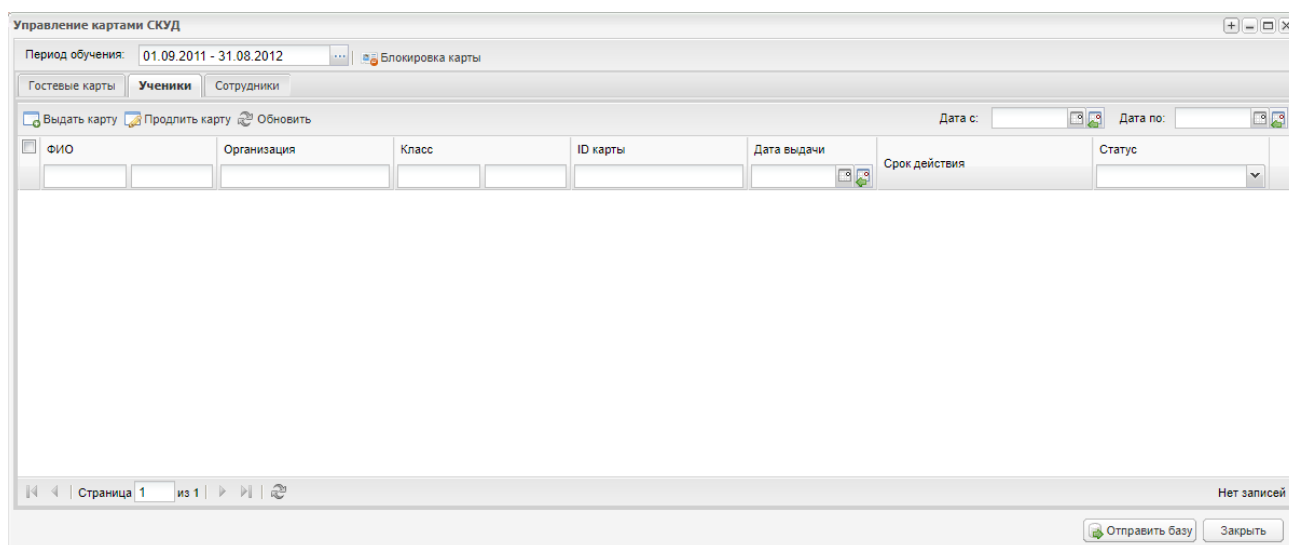 Управление картами СКУД
Период обучения: 01.09.2011 - 31.08.2012 ... Блокировка карты
Гостевые карты Ученики Сотрудники
Выдать карту Продлить карту Обновить Дата с: Дата по:
ФИО Организация Класс ID карты Дата выдачи Срок действия Статус
Страница 1 из 1 Нет записей
Отправить базу Закрыть